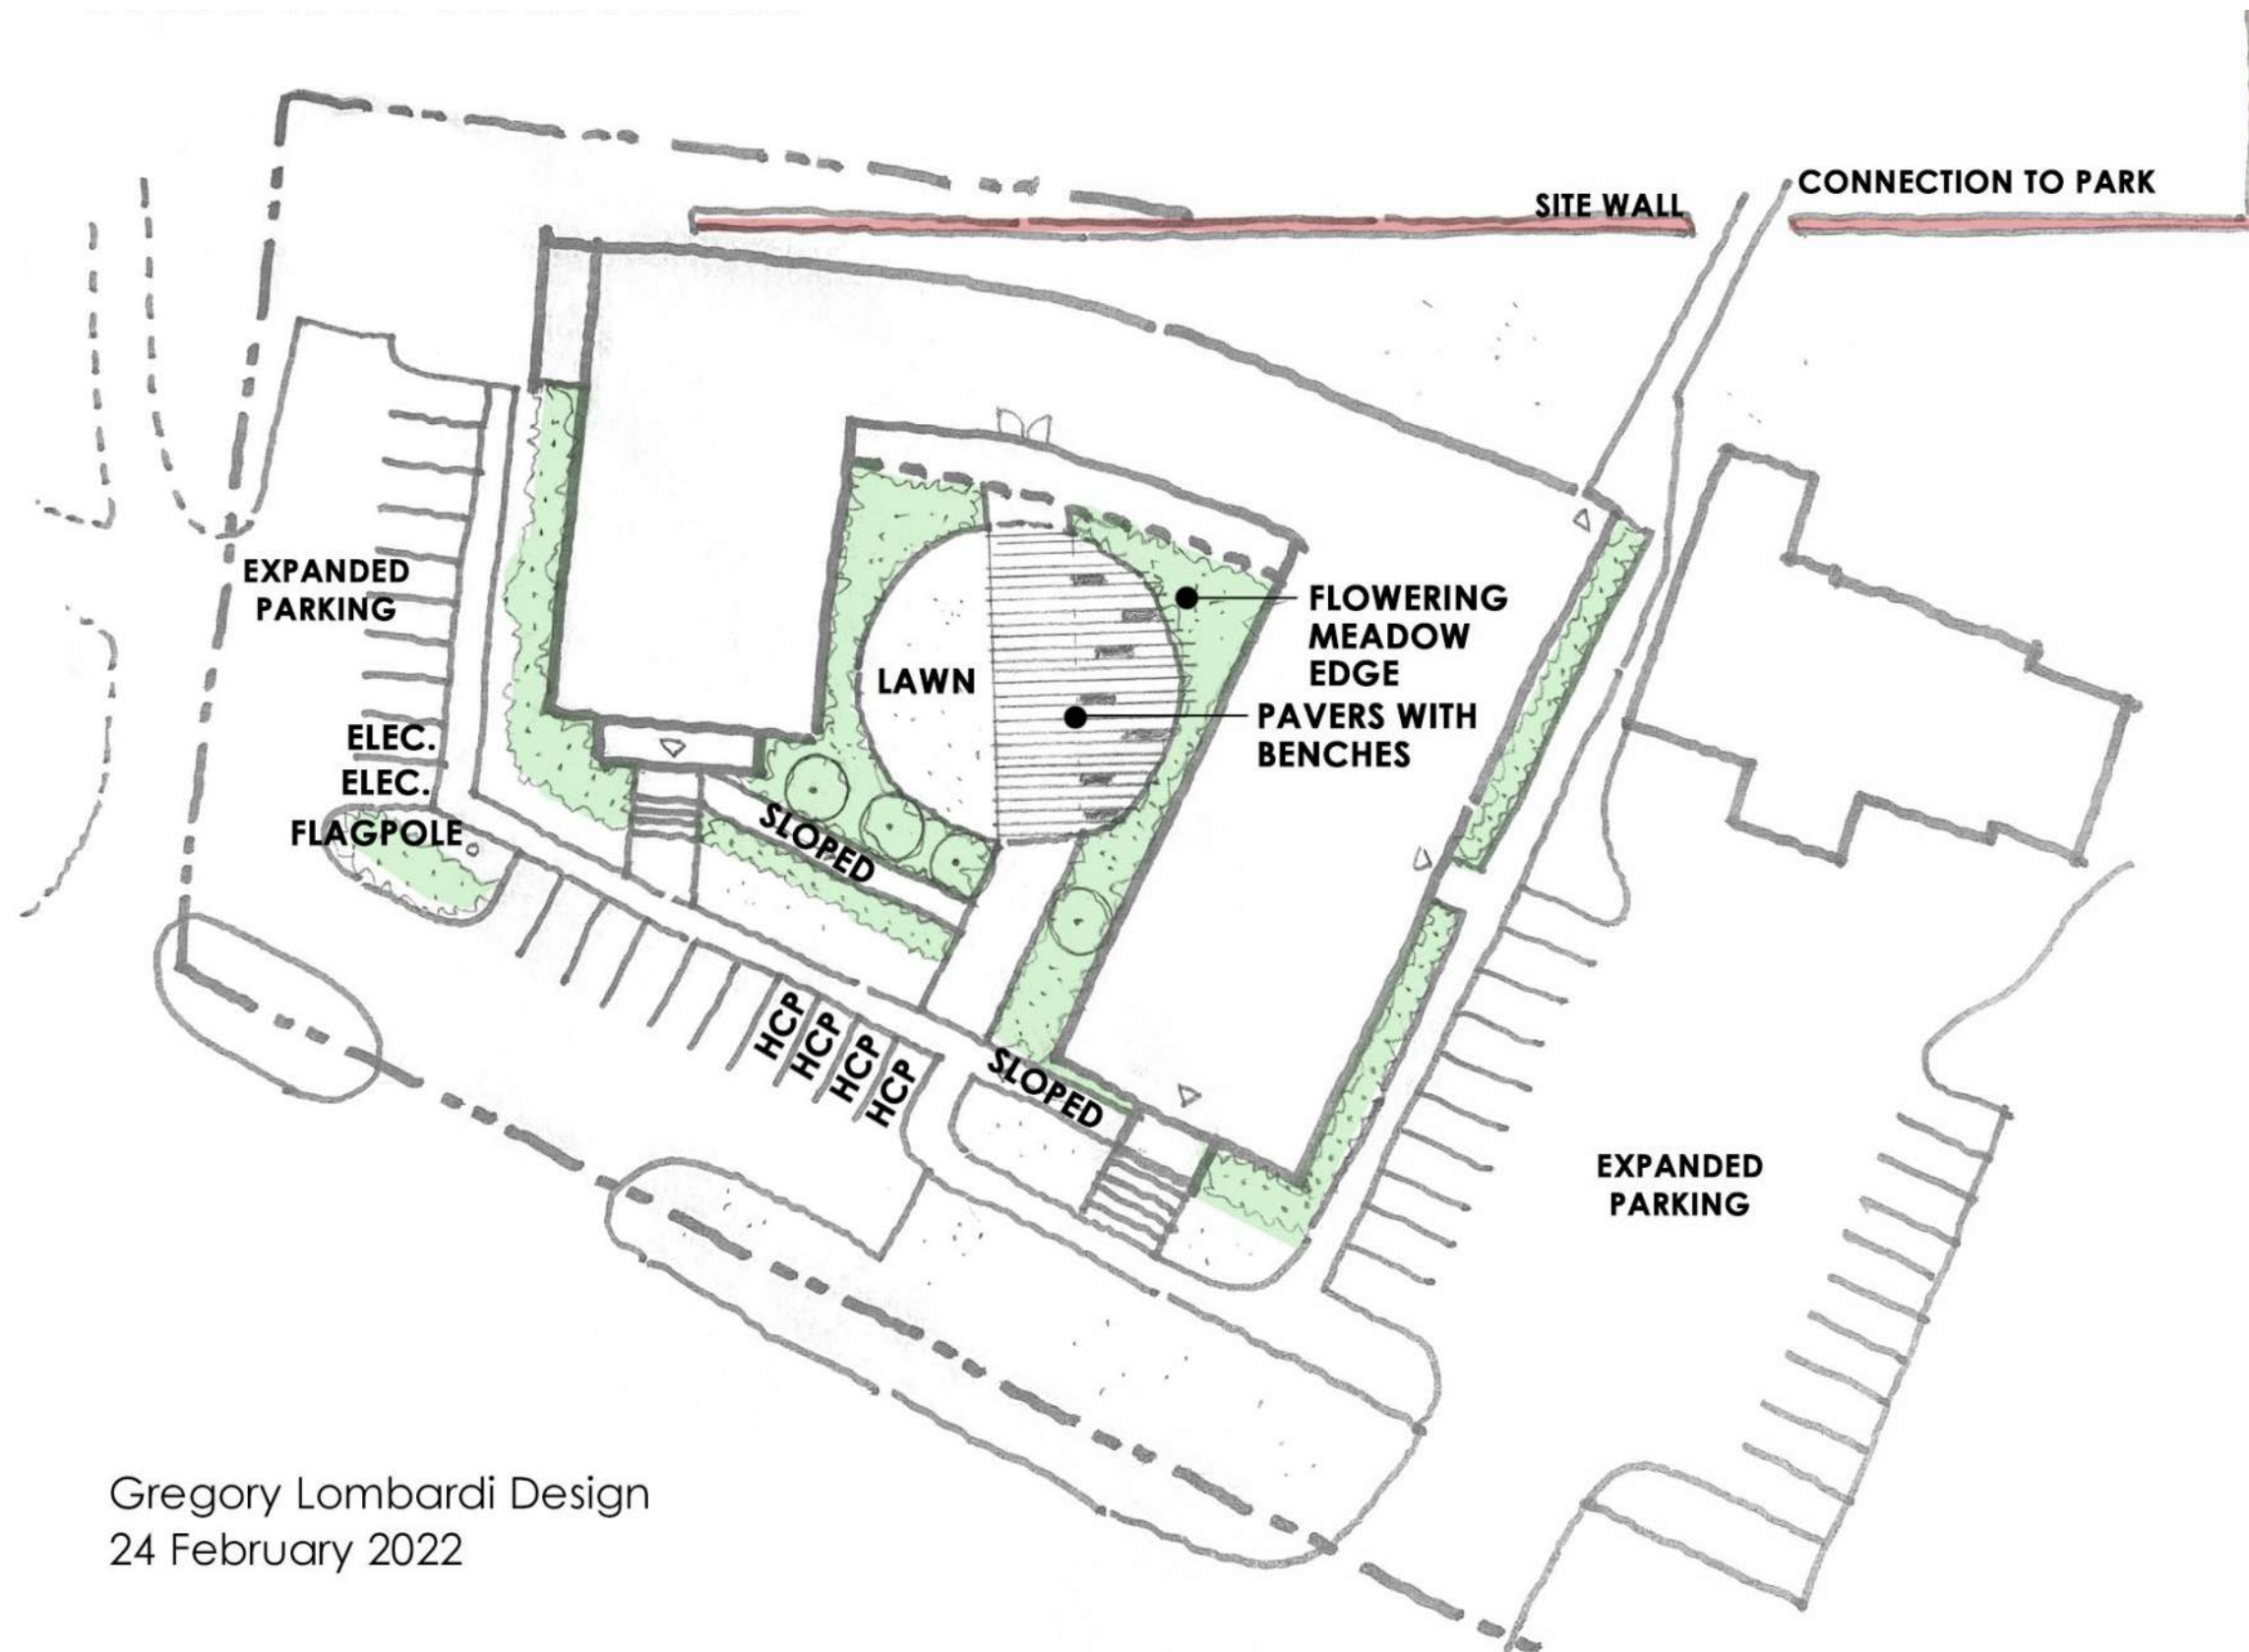 SITE WALL
CONNECTION TO PARK
EXPANDED
PARKING
FLOWERING
MEADOW
EDGE
LAWN
PAVERS WITH
BENCHES
ELEC.
ELEC.
FLAGPOLE
SLOPED
HCP
HCP
HCP
HCP
SLOPED
EXPANDED
PARKING
Gregory Lombardi Design
24 February 2022